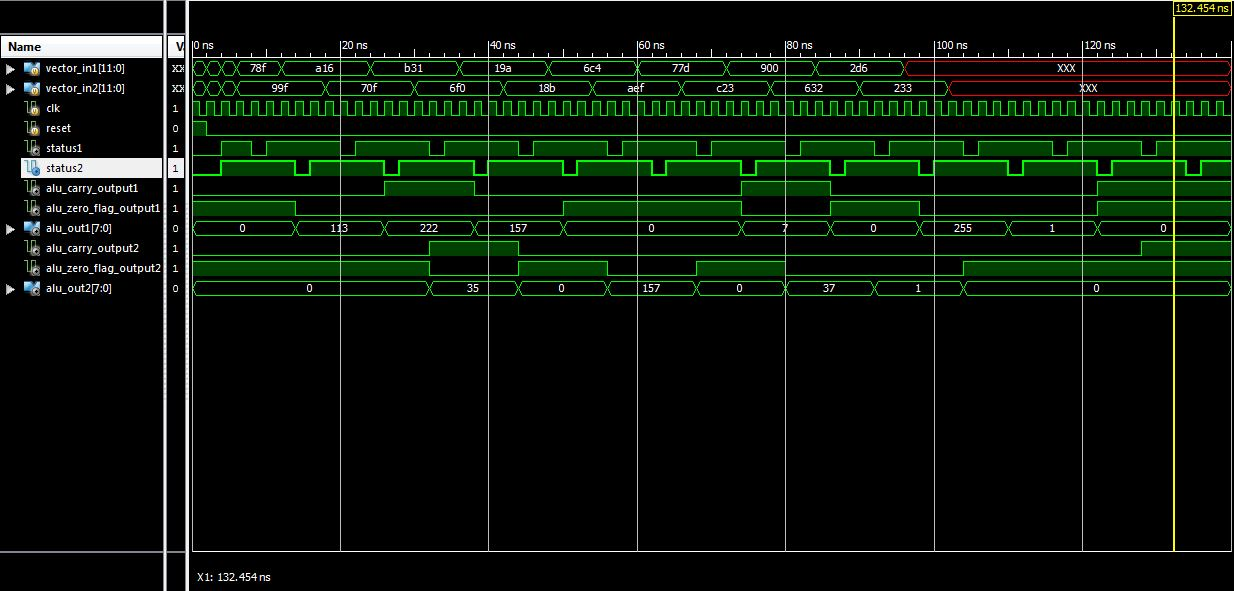 132.454 ns
Name V. 0 ns 20 ns 40 ns 60 ns 80 ns 100 ns 120 ns
vector_in1[11:0] XX 78f a16 b31 19a 6c4 77d 900 2d6 XXX
vector_in2[11:0] XX 99f 70f 6f0 18b aef c23 632 233 XXX
clk 1
reset 0
status1 1
status2 1
alu_carry_output1 1
alu_zero_flag_output1 1
alu_out1[7:0] 0 0 113 222 157 0 7 0 255 1 0
alu_carry_output2 1
alu_zero_flag_output2 1
alu_out2[7:0] 0 0 35 0 157 0 37 1 0
X1: 132.454 ns